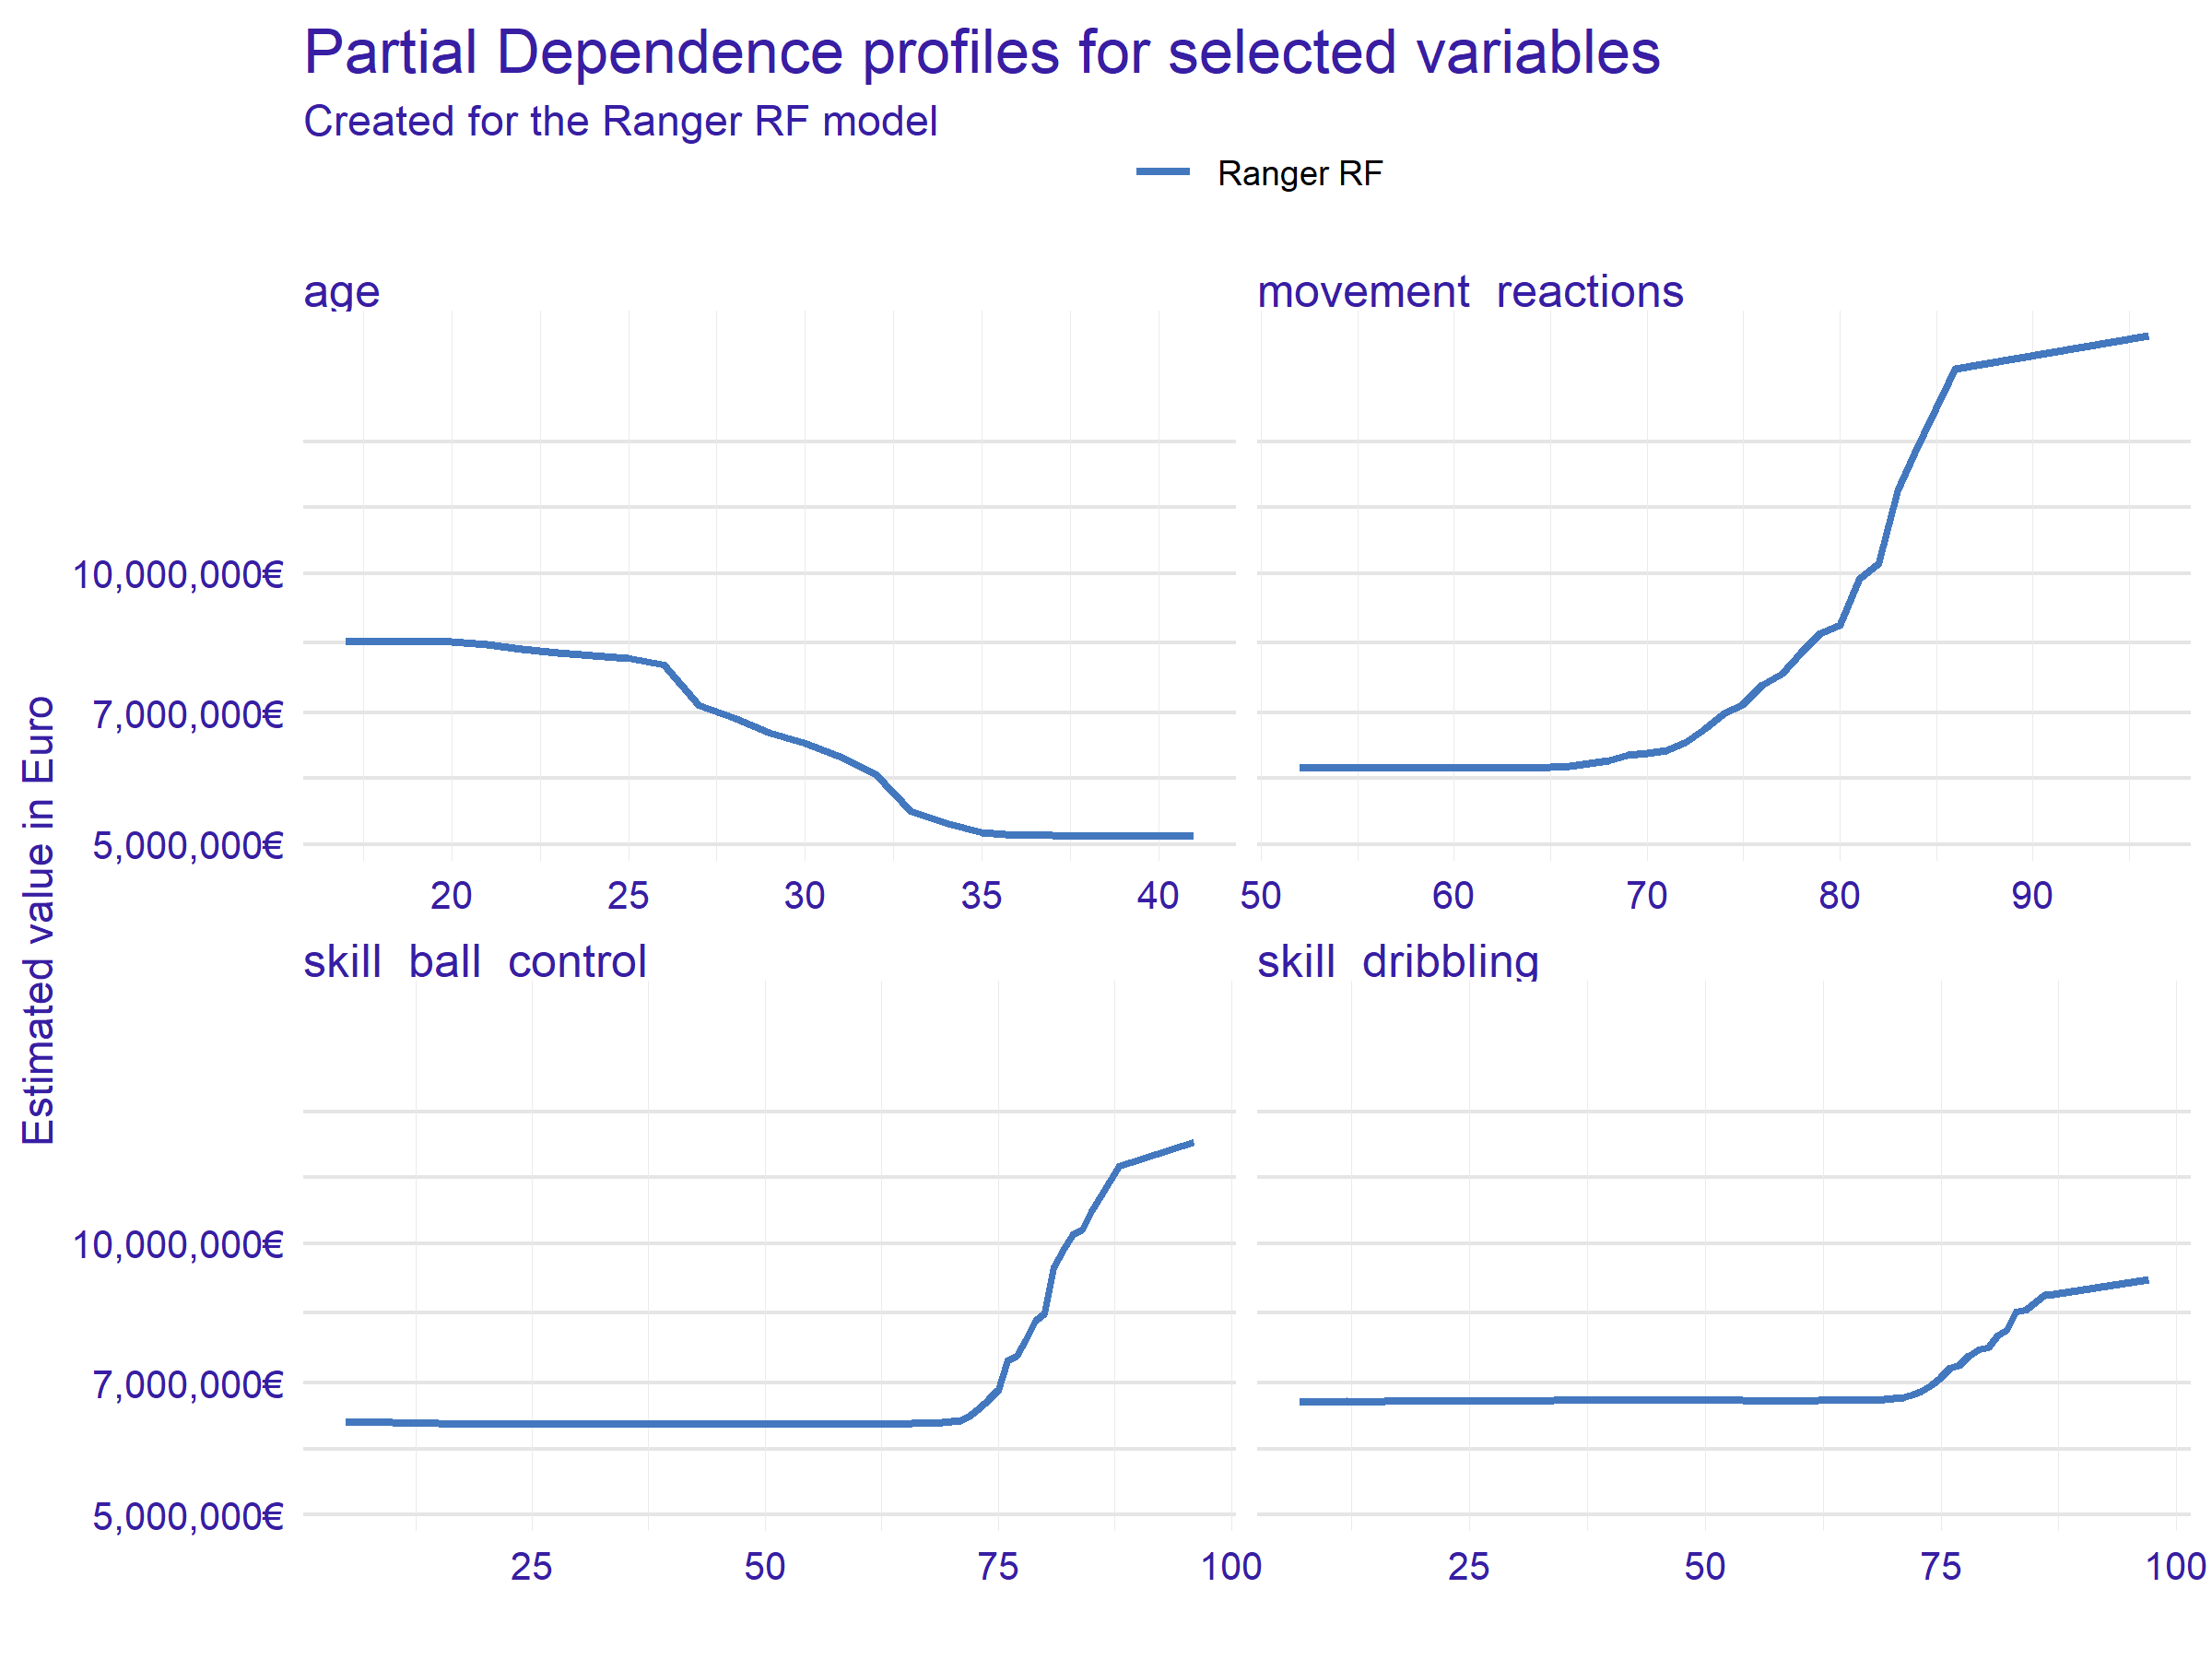 Partial Dependence profiles for selected variables
Created for the Ranger RF model
Ranger RF
age
movement reactions
10,000,000€
7,000,000€
5,000,000€
20 25 30 35 40
50 60 70 80 90
Estimated value in Euro
skill ball control
skill dribbling
10,000,000€
7,000,000€
5,000,000€
25 50 75 100
25 50 75 100